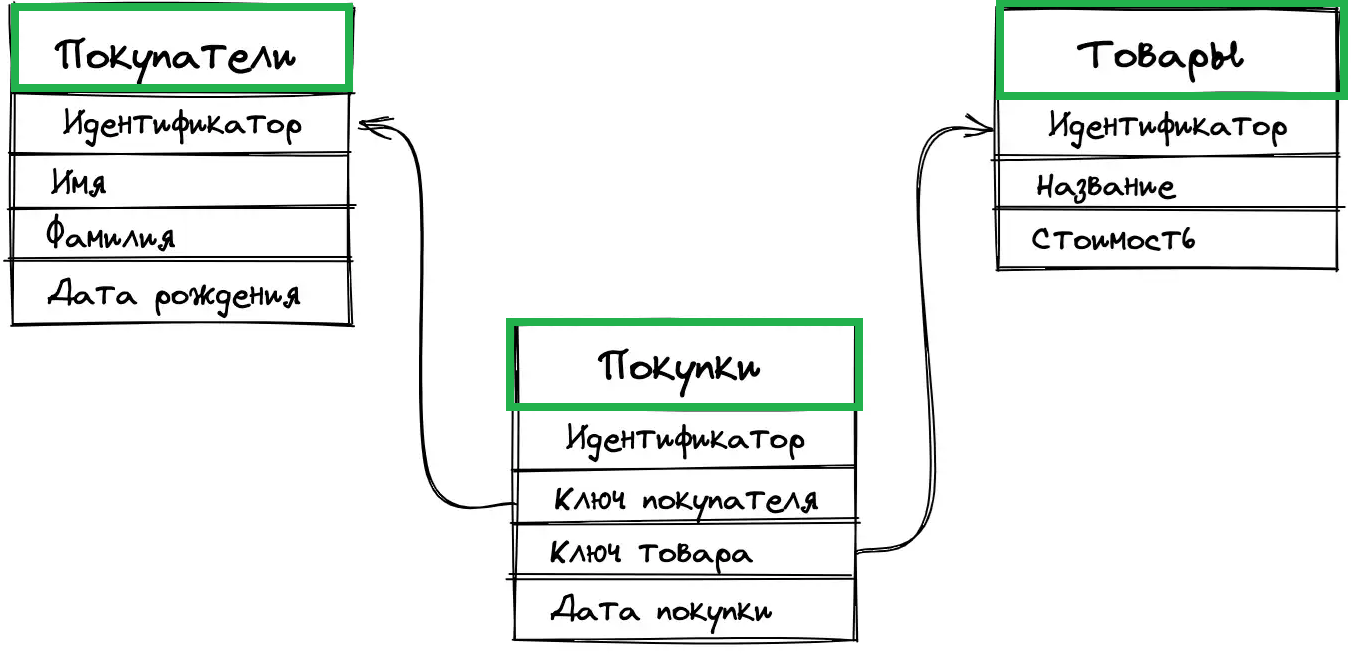 Покупатели
Идентификатор
Имя
Фамилия
Дата рождения
Товары
Идентификатор
Название
Стоимость
Покупки
Идентификатор
Ключ покупателя
Ключ товара
Дата покупки